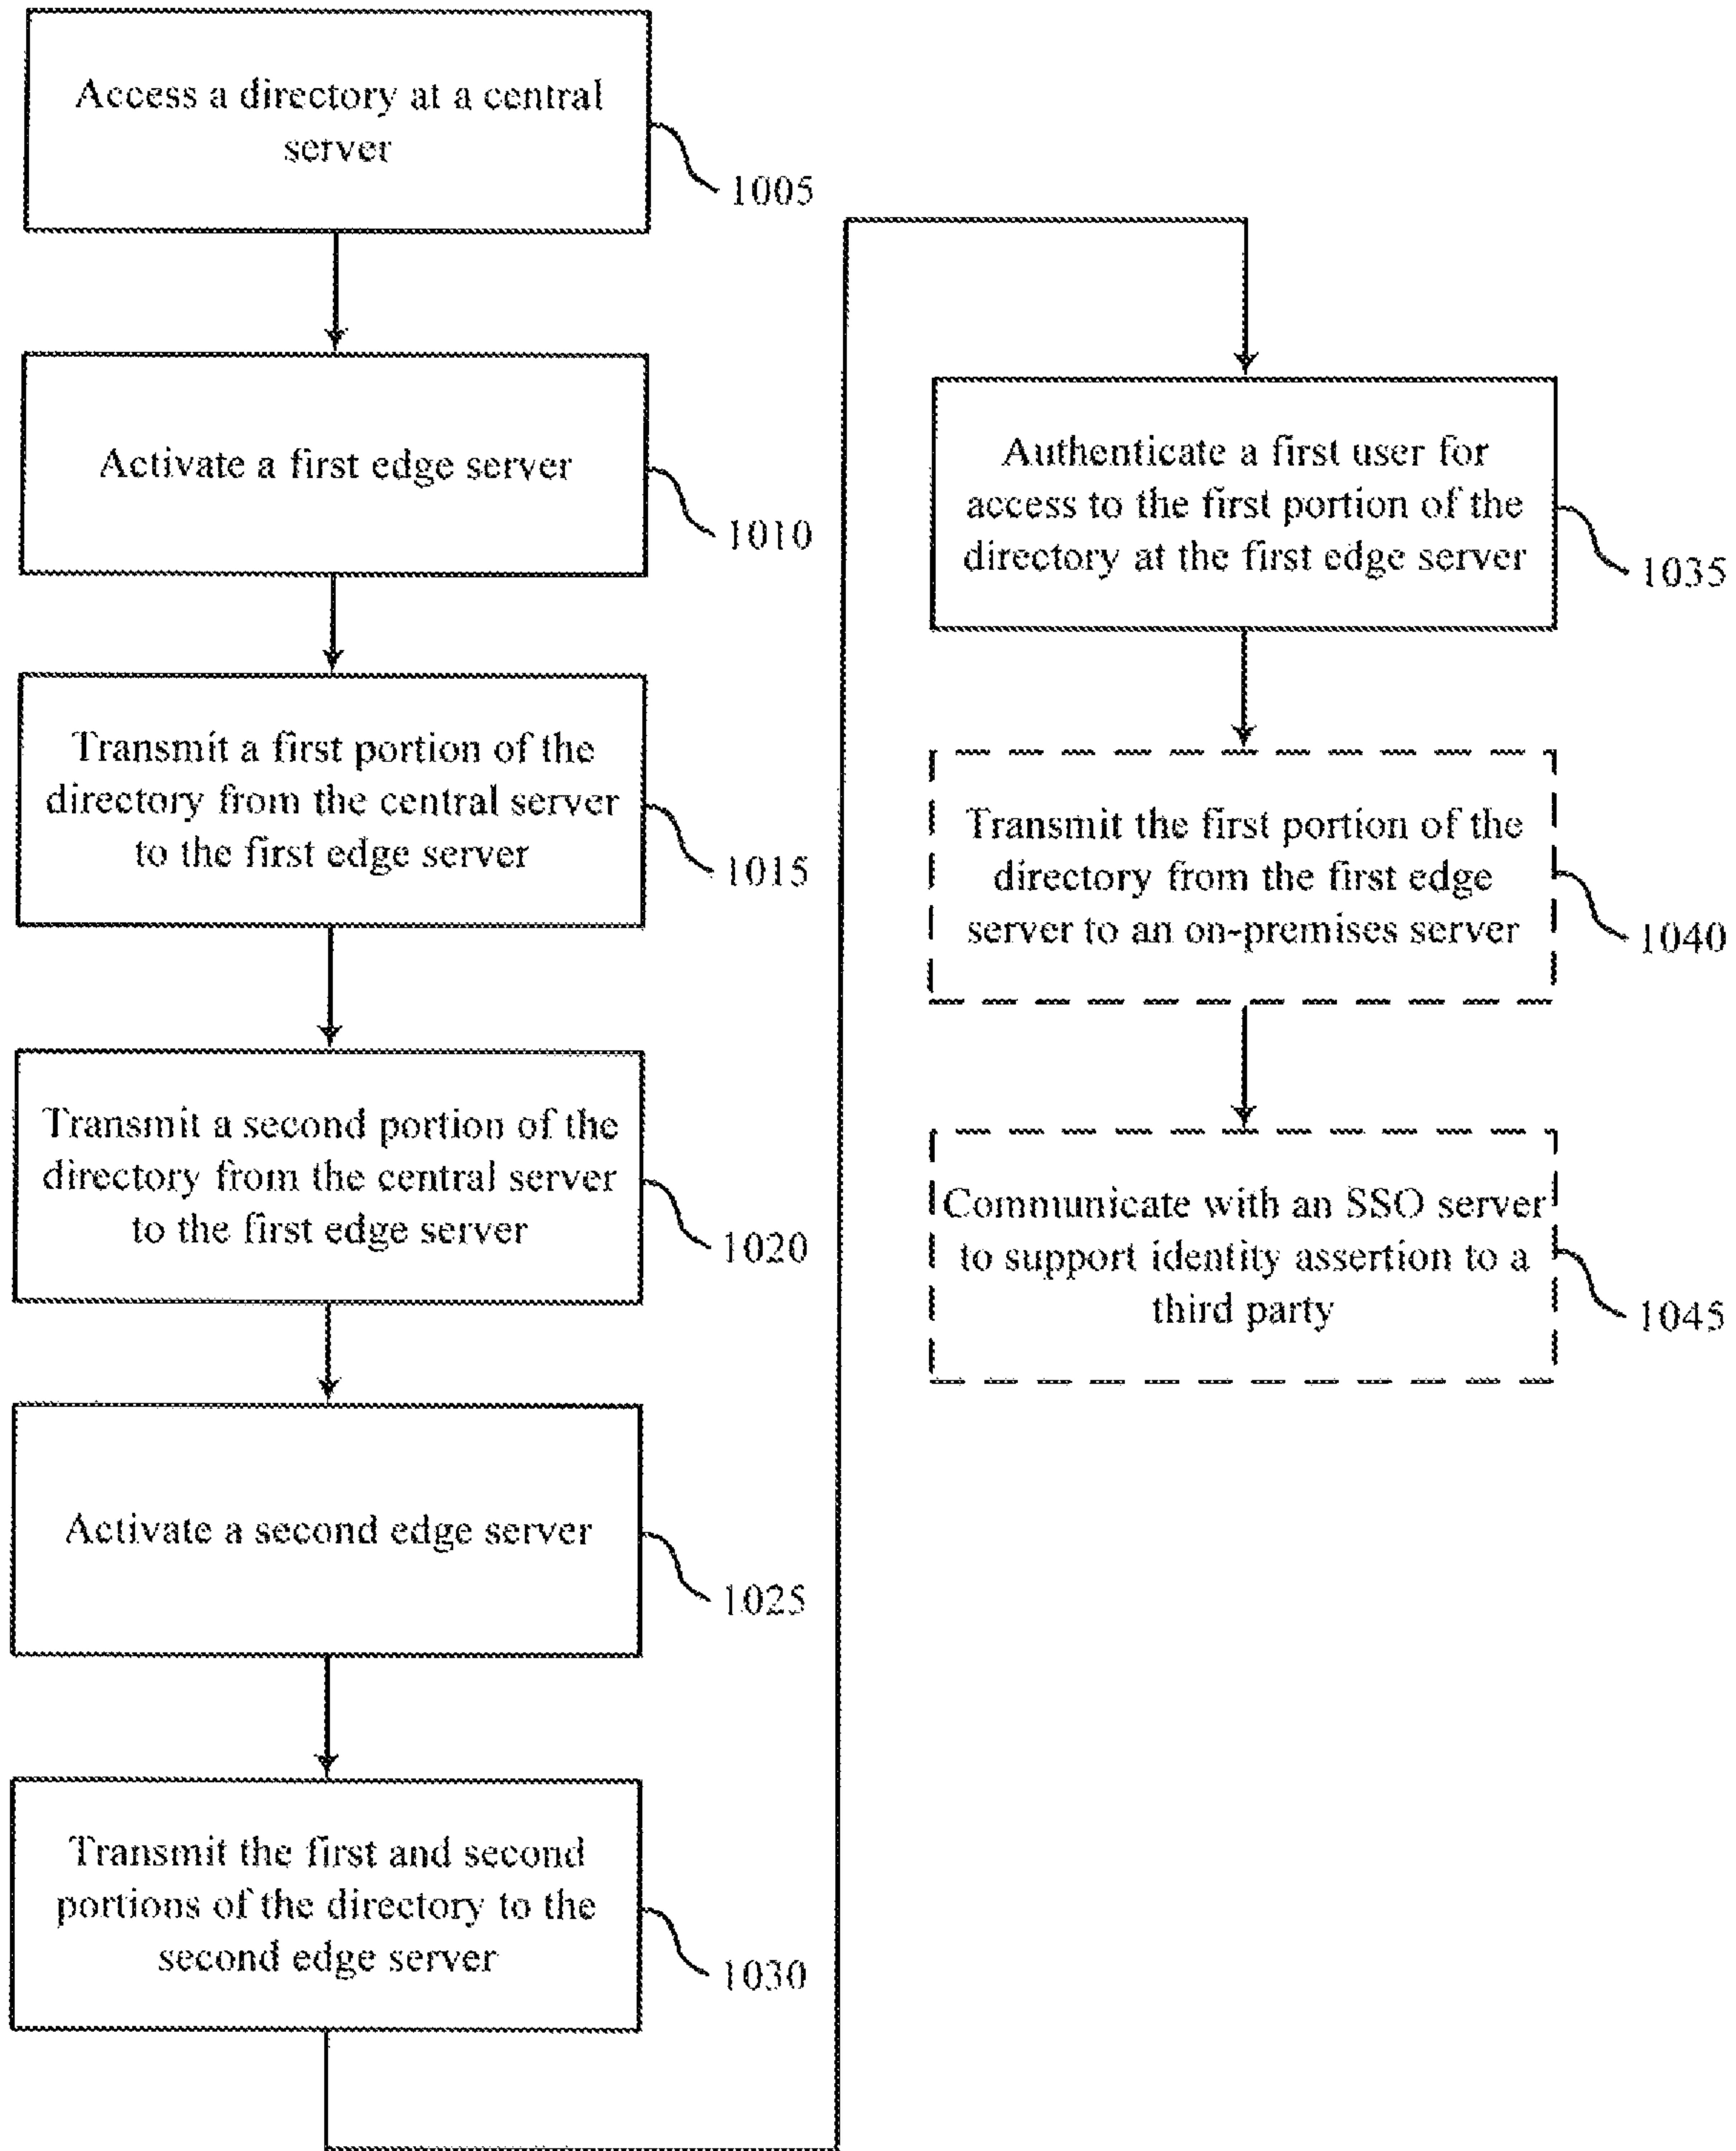 Access a directory at a central
server
1005
Activate a first edge server
1010
Transmit a first portion of the
directory from the central server
to the first edge server
1015
Transmit a second portion of the
directory from the central server
to the first edge server
1020
Activate a second edge server
1025
Transmit the first and second
portions of the directory to the
second edge server
1030
Authenticate a first user for
access to the first portion of the
directory at the first edge server
1035
Transmit the first portion of the
directory from the first edge
server to an on-premises server
1040
Communicate with an SSO server
to support identity assertion to a
third party
1045